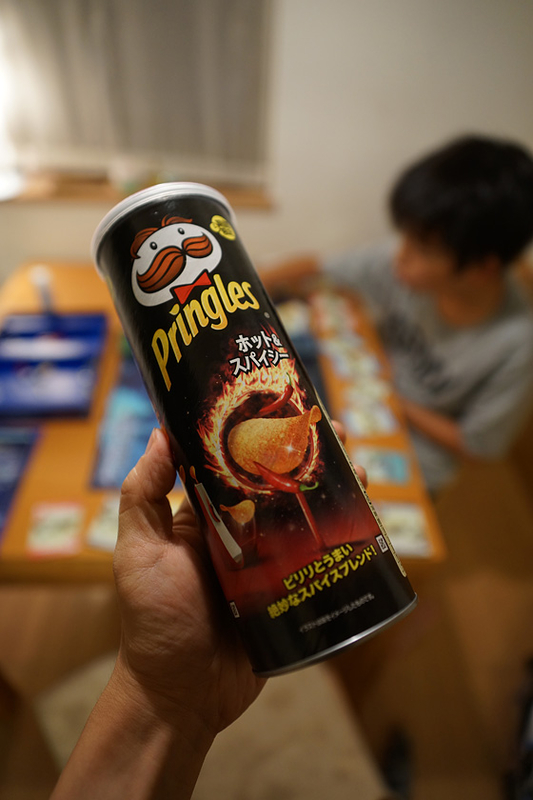 Pringles
ホット&
スパイシー
ピリリとうまい
絶妙なスパイスブレンド!